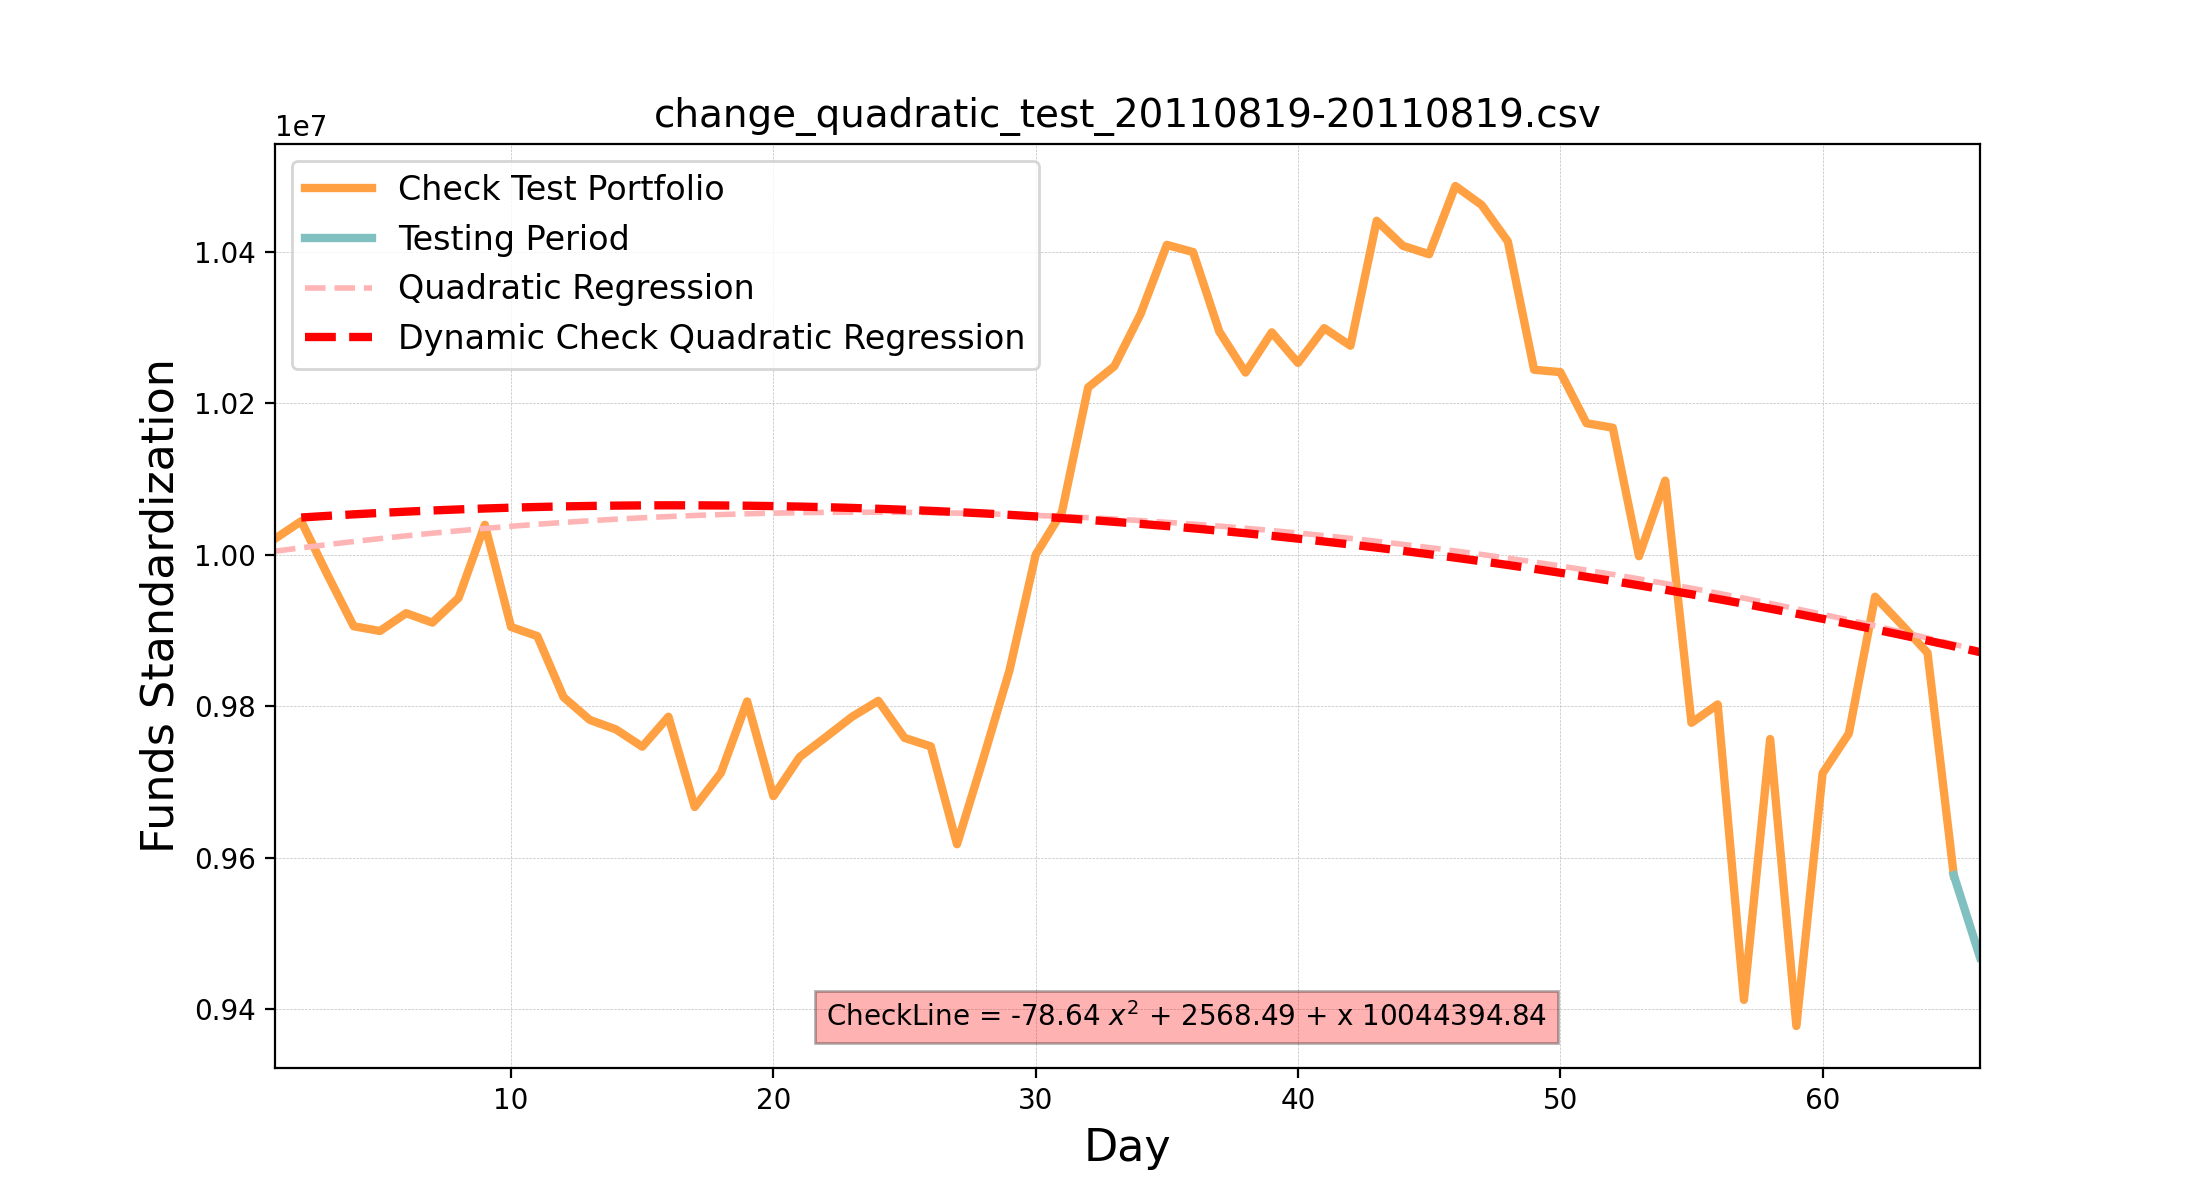 change_quadratic_test_20110819-20110819.csv
1e7
Check Test Portfolio
Testing Period
Quadratic Regression
Dynamic Check Quadratic Regression
Funds Standardization
1.04
1.02
1.00
0.98
0.96
0.94
CheckLine = -78.64 x² + 2568.49 + x 10044394.84
10 20 30 40 50 60
Day